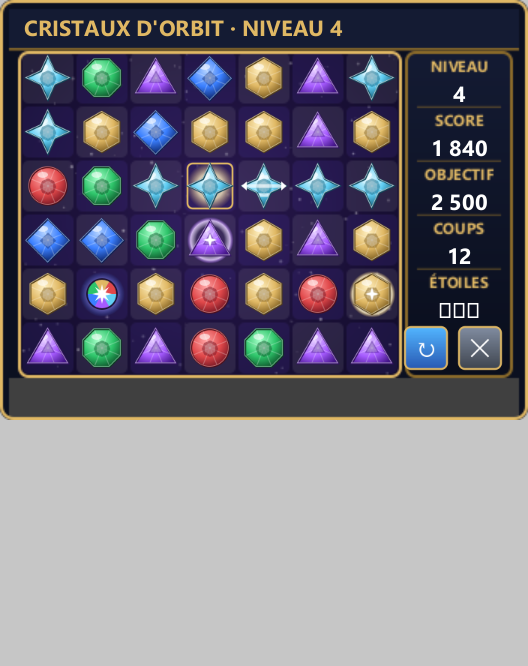 CRISTAUX D'ORBIT · NIVEAU 4
NIVEAU
4
SCORE
1 840
OBJECTIF
2 500
COUPS
12
ÉTOILES